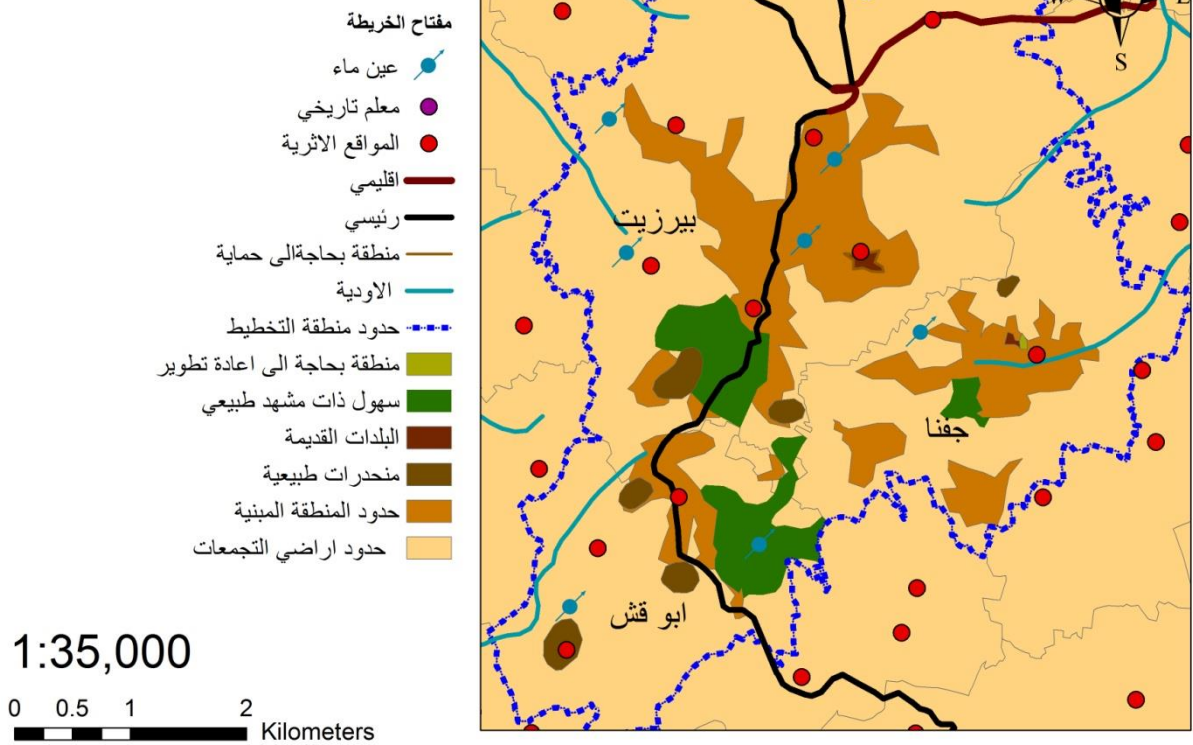 مفتاح الخريطة
عين ماء
معلم تاريخي
المواقع الاثرية
اقليمي
رئيسي
منطقة بحاجةالى حماية
الاودية
حدود منطقة التخطيط
منطقة بحاجة الى اعادة تطوير
سهول ذات مشهد طبيعي
البلدات القديمة
منحدرات طبيعية
حدود المنطقة المبنية
حدود اراضي التجمعات
1:35,000
0 0.5 1 2
Kilometers
S
بيرزيت
جفنا
ابو قش